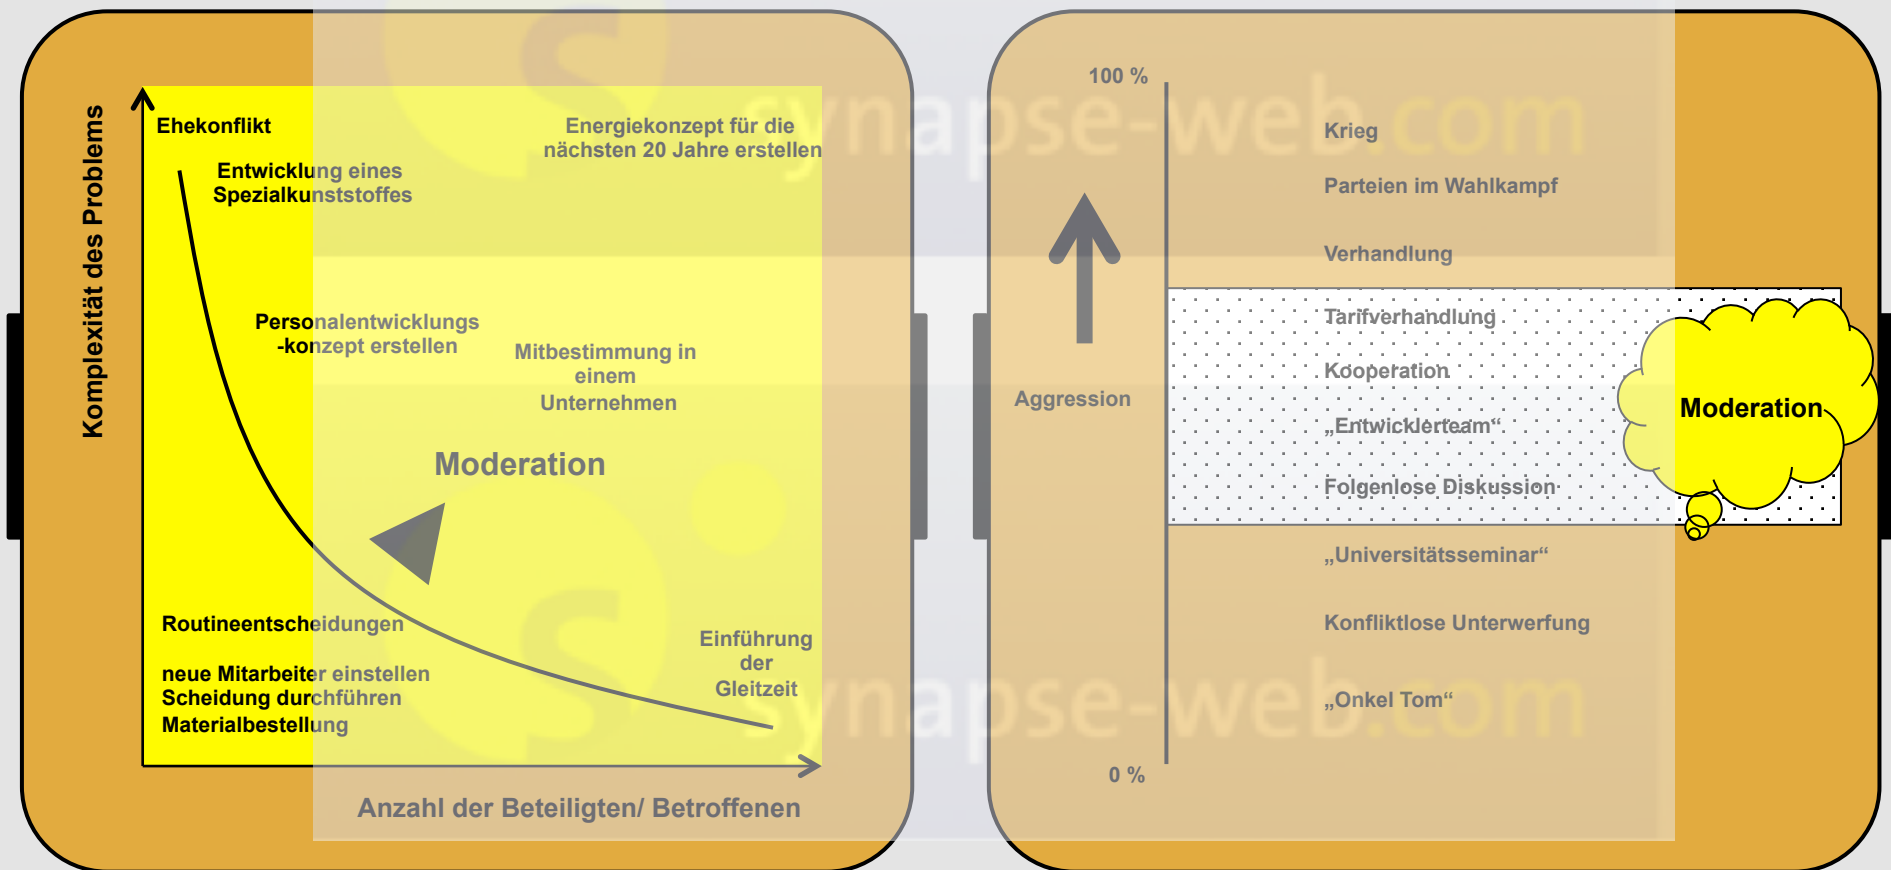 Komplexität des Problems
Ehekonflikt
Entwicklung eines
Spezialkunststoffes
Energiekonzept für die
nächsten 20 Jahre erstellen
Personalentwicklungs
-konzept erstellen
Mitbestimmung in
einem
Unternehmen
Moderation
Routineentscheidungen
neue Mitarbeiter einstellen
Scheidung durchführen
Materialbestellung
Einführung
der
Gleitzeit
Anzahl der Beteiligten/ Betroffenen
100 %
Krieg
Parteien im Wahlkampf
Verhandlung
Tarifverhandlung
Kooperation
Aggression
„Entwicklerteam“
Folgenlose Diskussion
Moderation
„Universitätsseminar“
Konfliktlose Unterwerfung
„Onkel Tom“
0 %
synapse-web.com
synapse-web.com